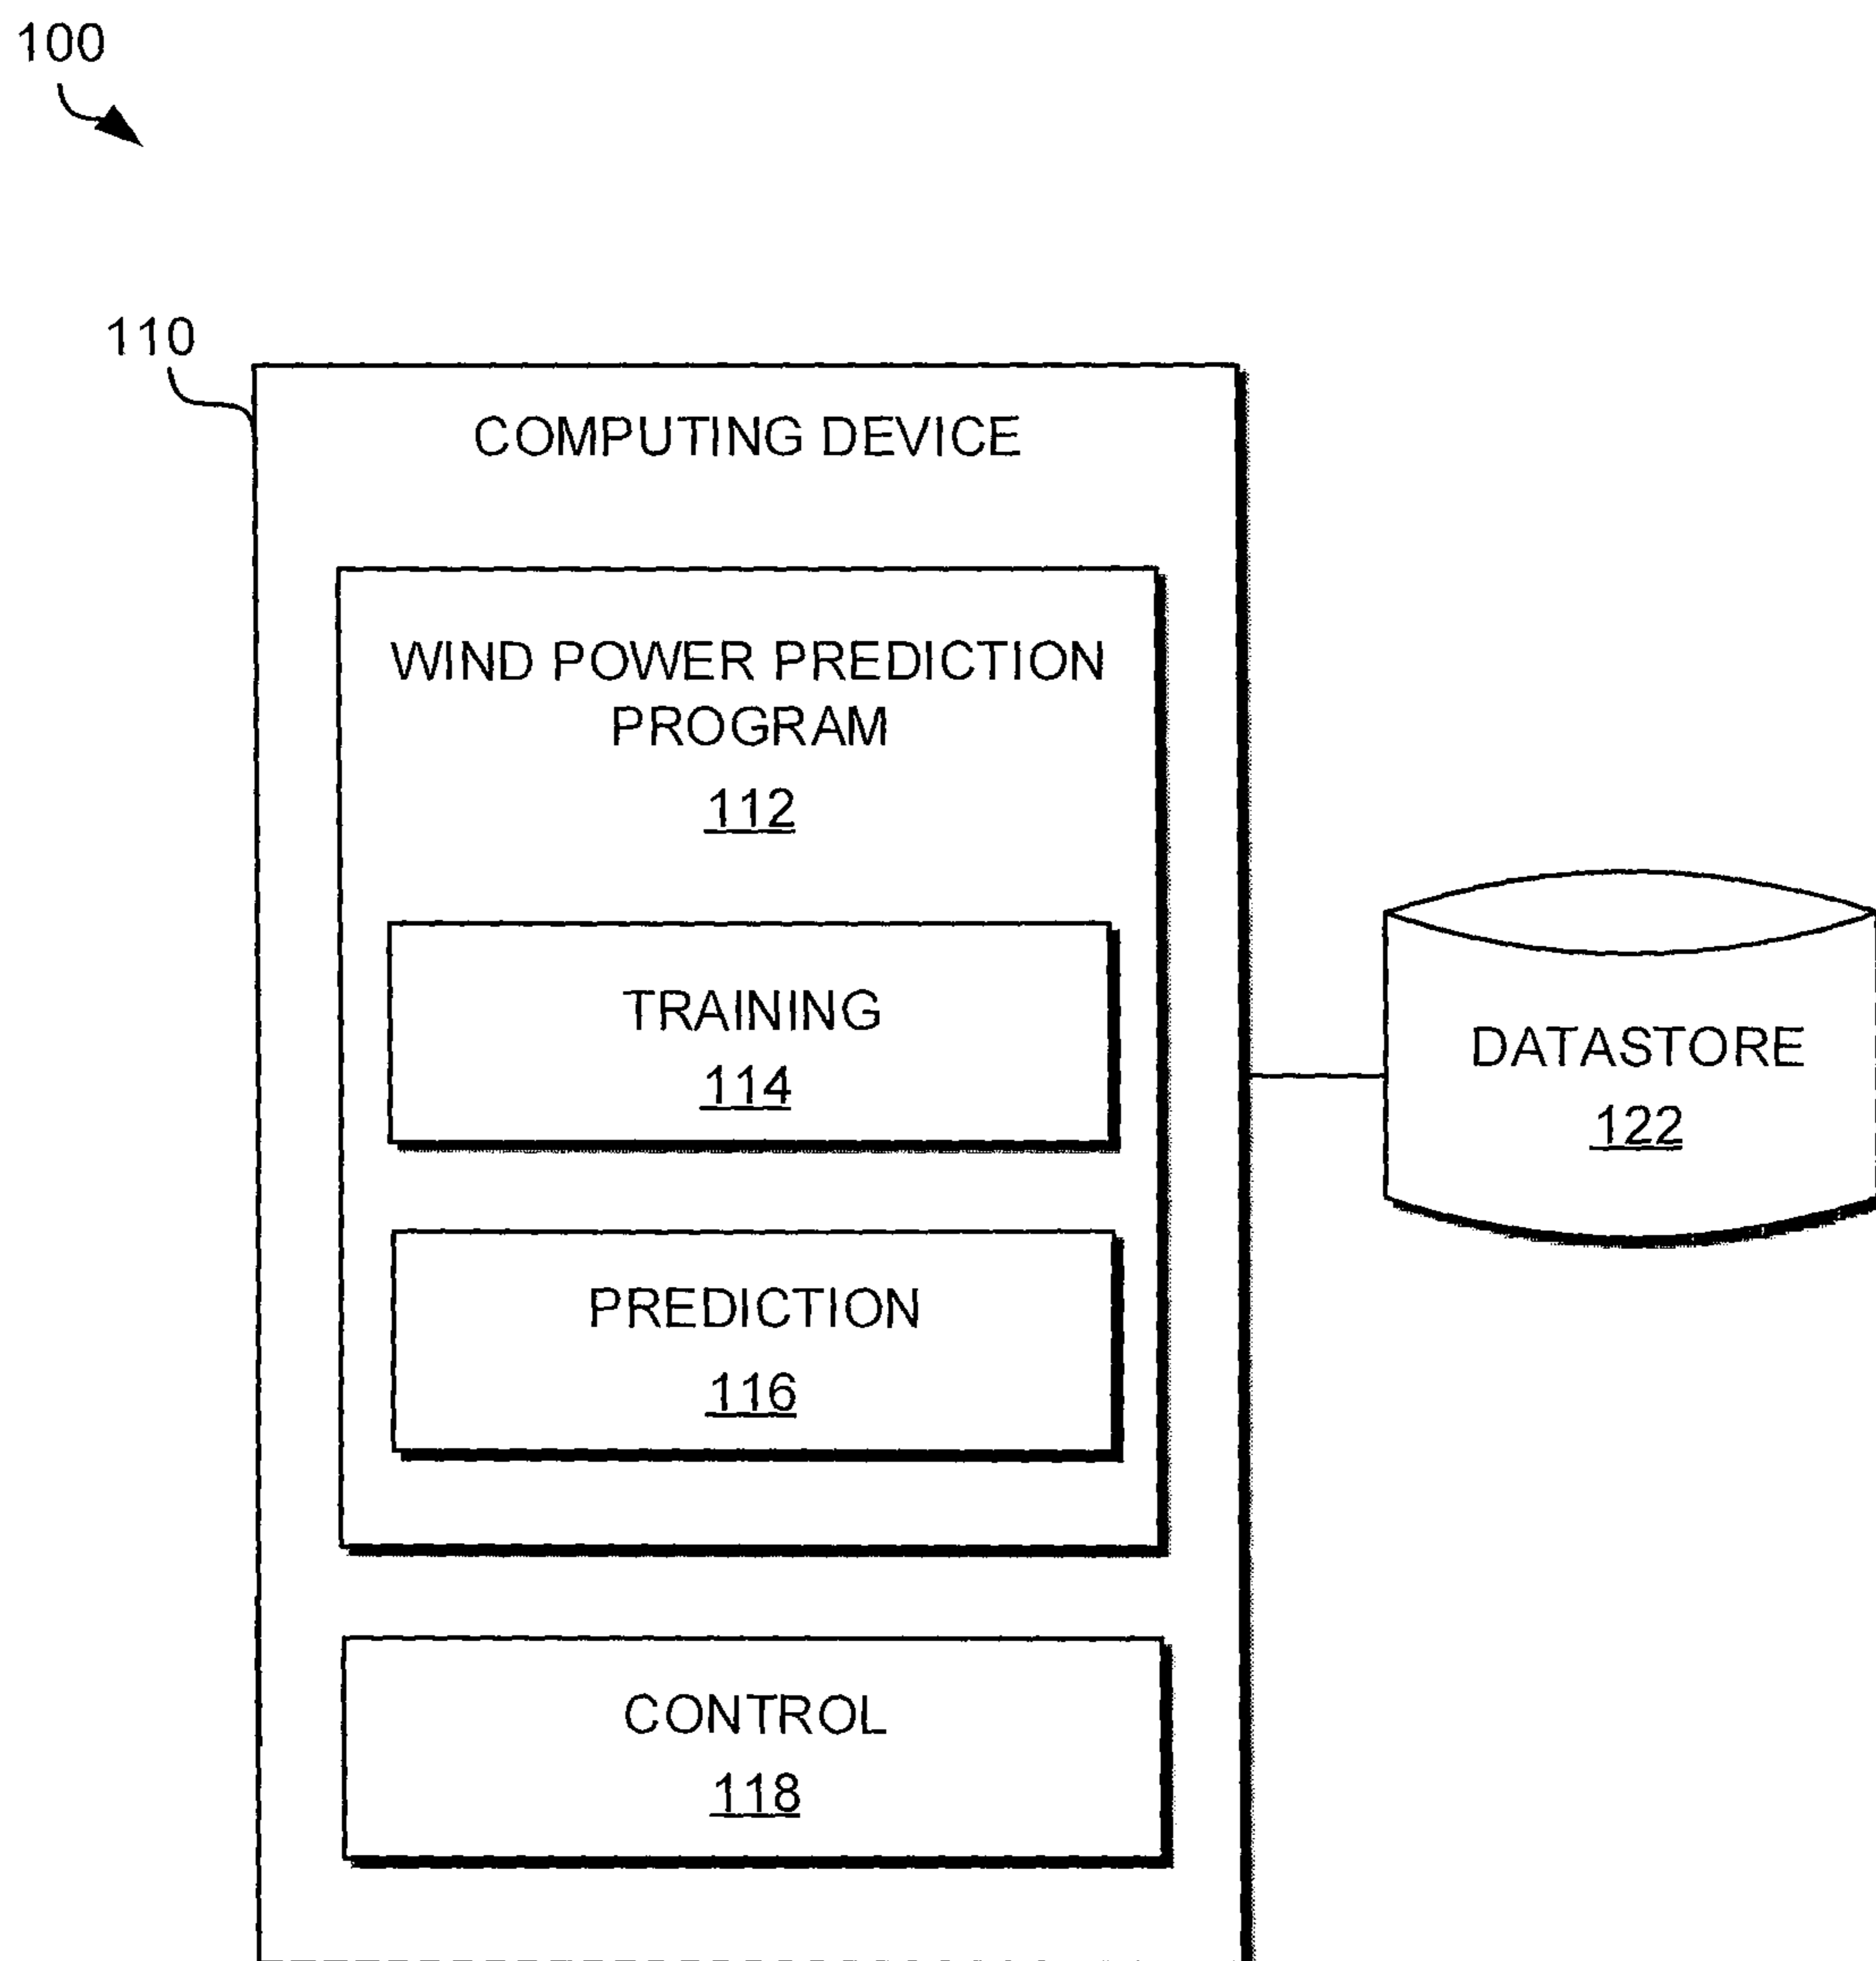 100
110
COMPUTING DEVICE
WIND POWER PREDICTION
PROGRAM
112
TRAINING
114
DATASTORE
122
PREDICTION
116
CONTROL
118